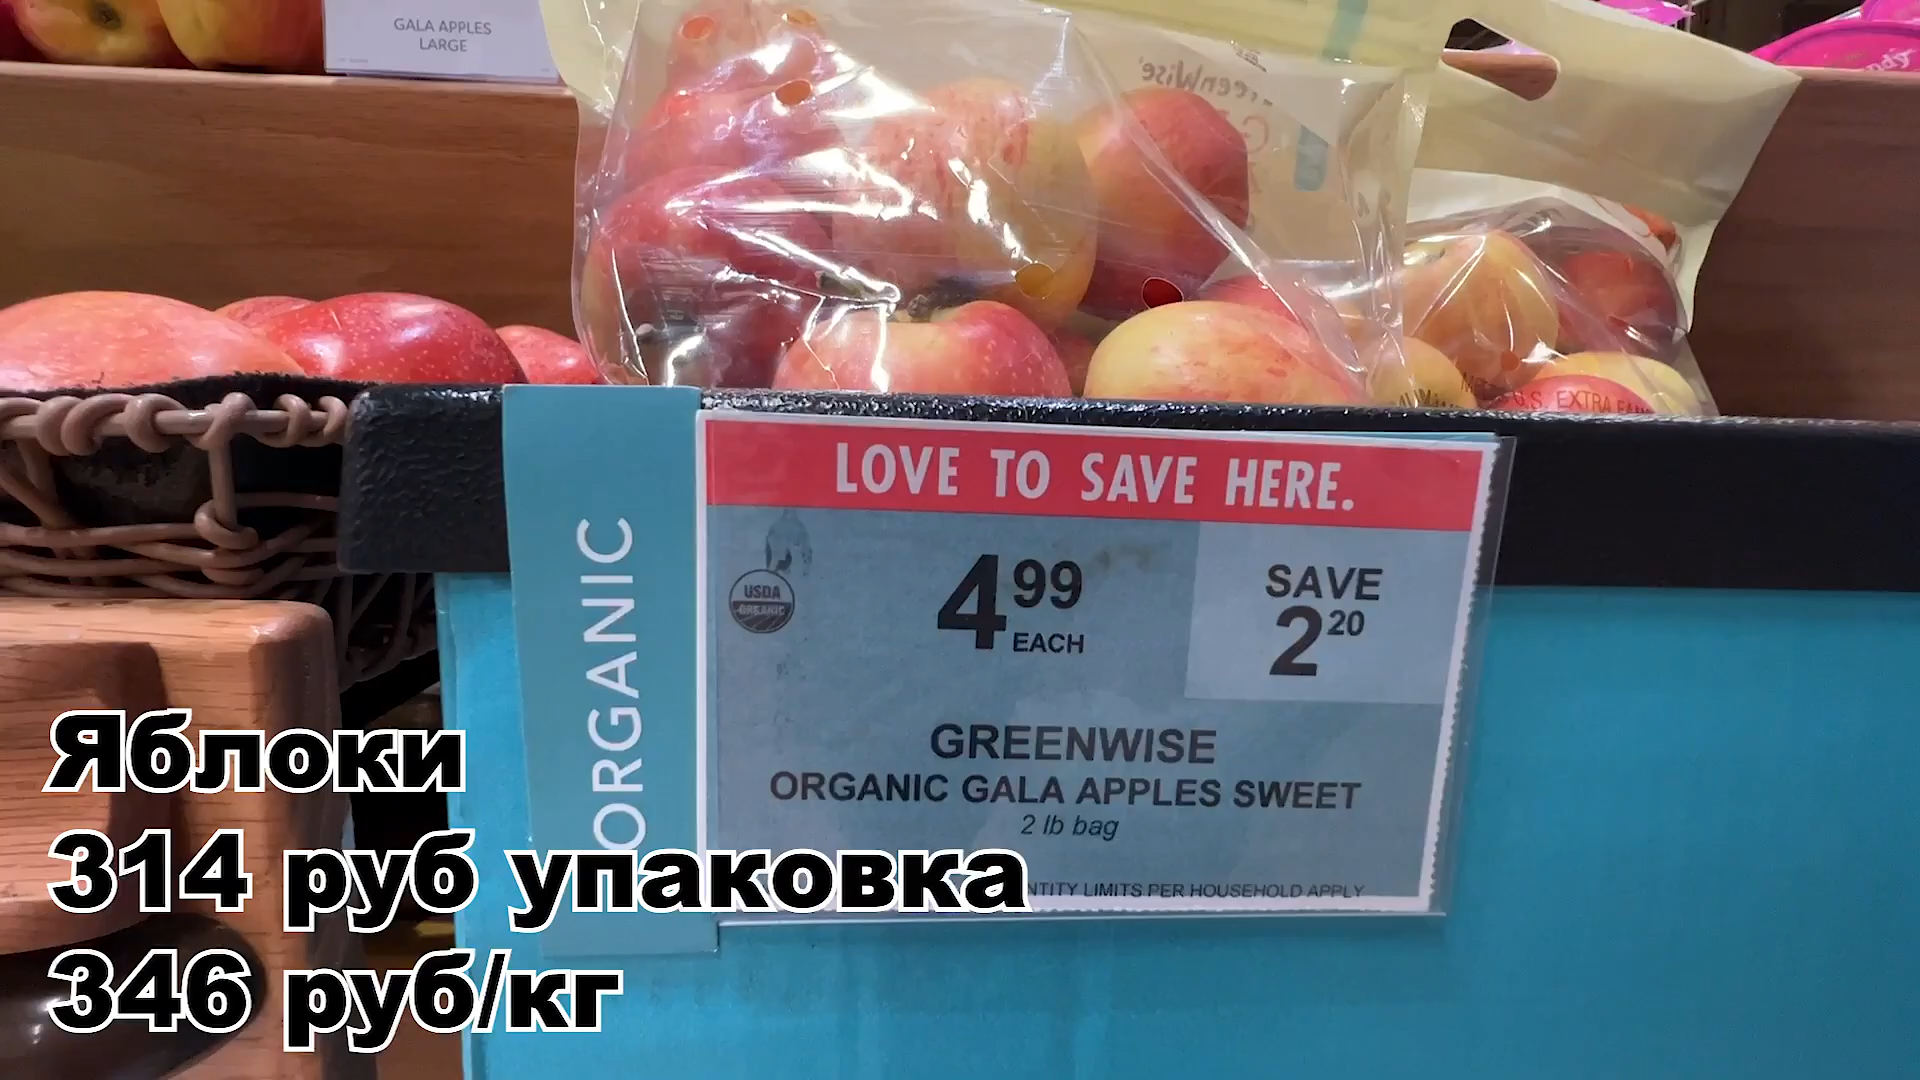 GALA APPLES
LARGE
LOVE TO SAVE HERE.
ORGANIC
USDA
ORGANIC
4 99
EACH
SAVE
2 20
GREENWISE
ORGANIC GALA APPLES SWEET
2 lb bag
LIMITS PER HOUSEHOLD APPLY
Яблоки
314 руб упаковка
346 руб/кг